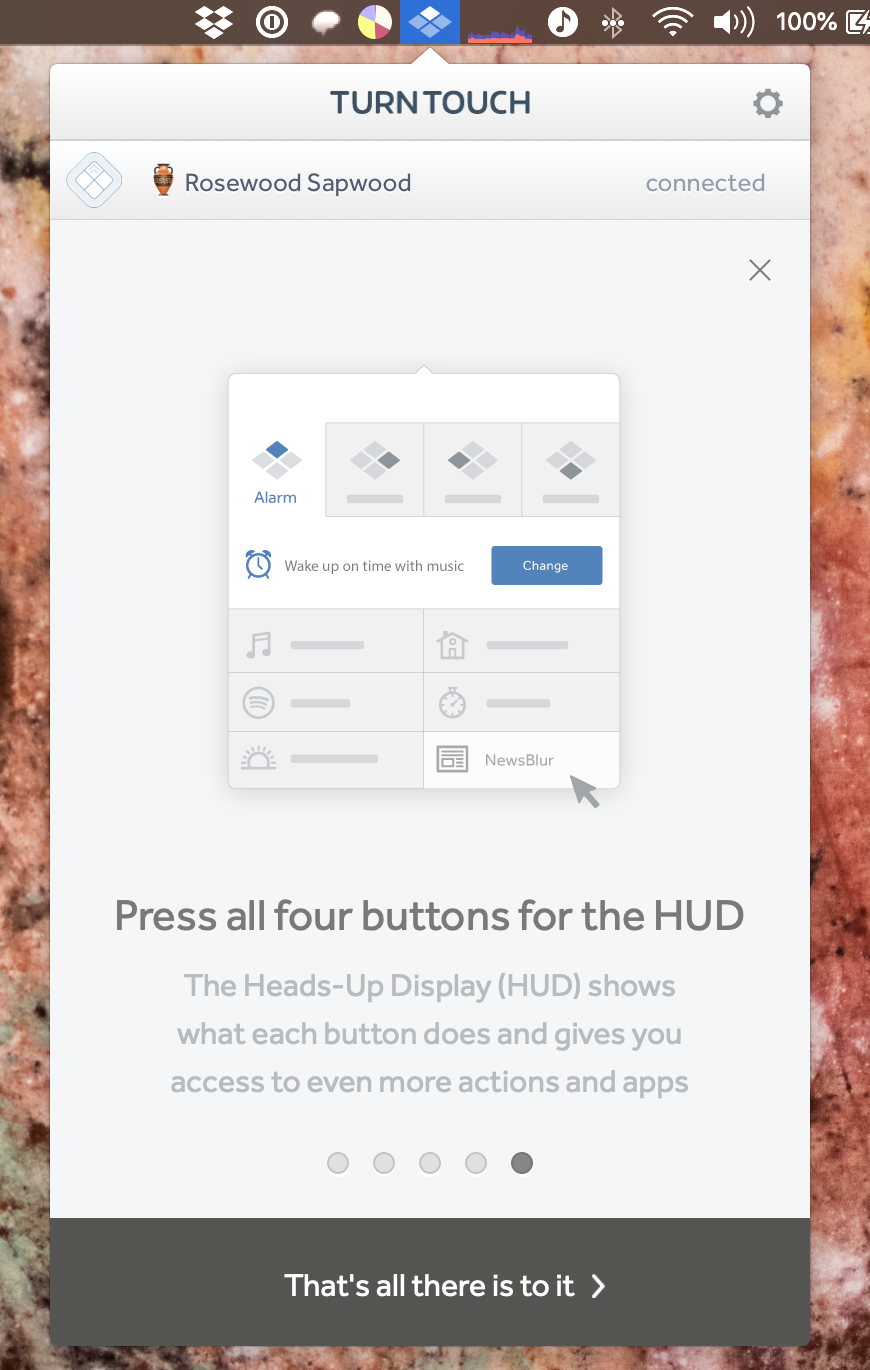 100%
TURN TOUCH
Rosewood Sapwood
connected
Alarm
Wake up on time with music
Change
NewsBlur
Press all four buttons for the HUD
The Heads-Up Display (HUD) shows
what each button does and gives you
access to even more actions and apps
That's all there is to it